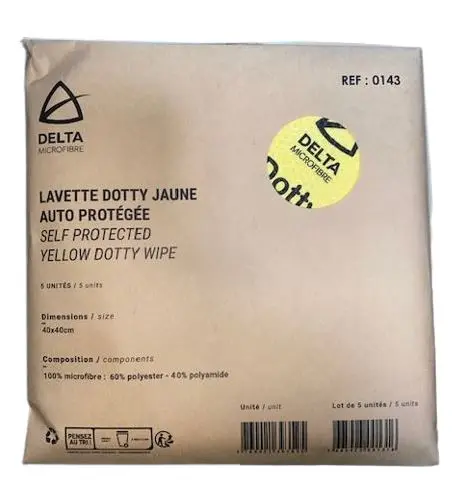 REF : 0143
DELTA
MICROFIBRE
DELTA
MICROFIBRE
Dotty
LAVETTE DOTTY JAUNE
AUTO PROTÉGÉE
SELF PROTECTED
YELLOW DOTTY WIPE
5 UNITÉS / 5 units
Dimensions / size
40x40cm
Composition / components
100% microfibre : 60% polyester - 40% polyamide
Unité / unit
Lot de 5 unités / 5 units
PENSEZ
AU TRI !